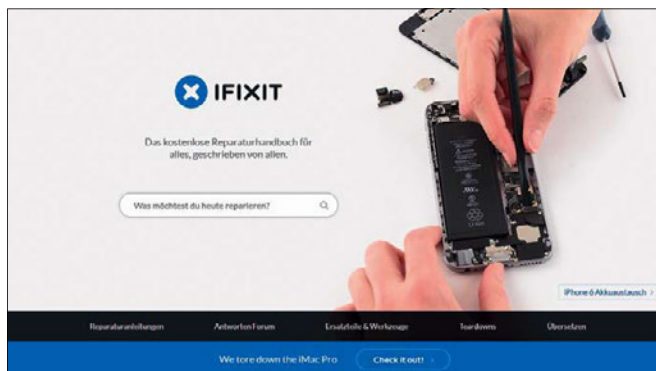 IFIXIT
Das kostenlose Reparaturhandbuch für
alles, geschrieben von allen.
Was möchtest du heute reparieren?
iPhone 6 Akkuaustausch >
Reparaturanleitungen Antworten Forum Ersatzteile & Werkzeuge Teardowns Übersetzen
We tore down the iMac Pro Check it out! >